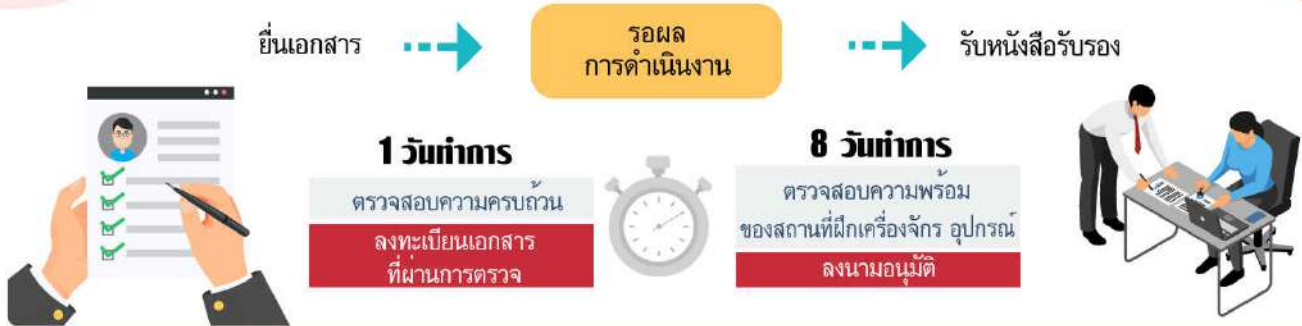 ยื่นเอกสาร
รอผล
การดำเนินงาน
รับหนังสือรับรอง
1 วันทำการ
ตรวจสอบความครบถ้วน
ลงทะเบียนเอกสาร
ที่ผ่านการตรวจ
8 วันทำการ
ตรวจสอบความพร้อม
ของสถานที่ฝึกเครื่องจักร อุปกรณ์
ลงนามอนุมัติ